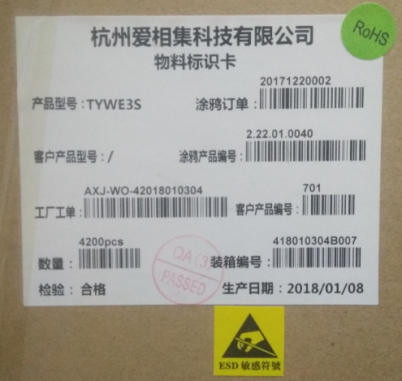 杭州爱相集科技有限公司
RoHS
物料标识卡
20171220002
产品型号：TYWE3S 涂鸦订单：
2.22.01.0040
客户产品型号：/ 涂鸦产品编号：
AXJ-WO-42018010304 701
工厂工单： 客户产品编号：
4200pcs 418010304B007
数量： 装箱编号：
QA(3)
PASSED
检验：合格 生产日期：2018/01/08
ESD 敏感符號